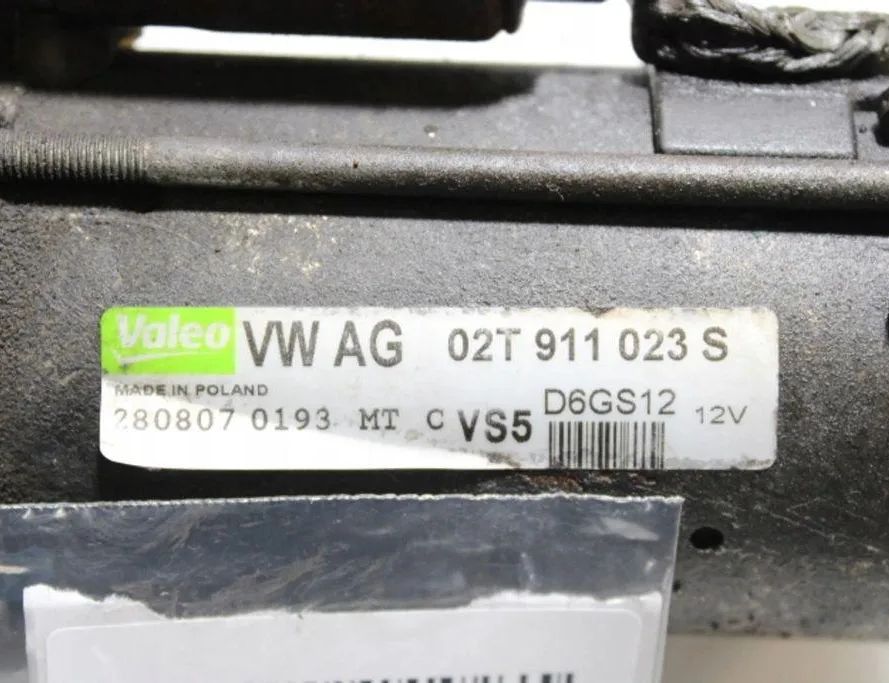 Valeo VW AG 02T 911 023 S
MADE IN POLAND
280807 0193 MT C VS5 D6GS12 12V